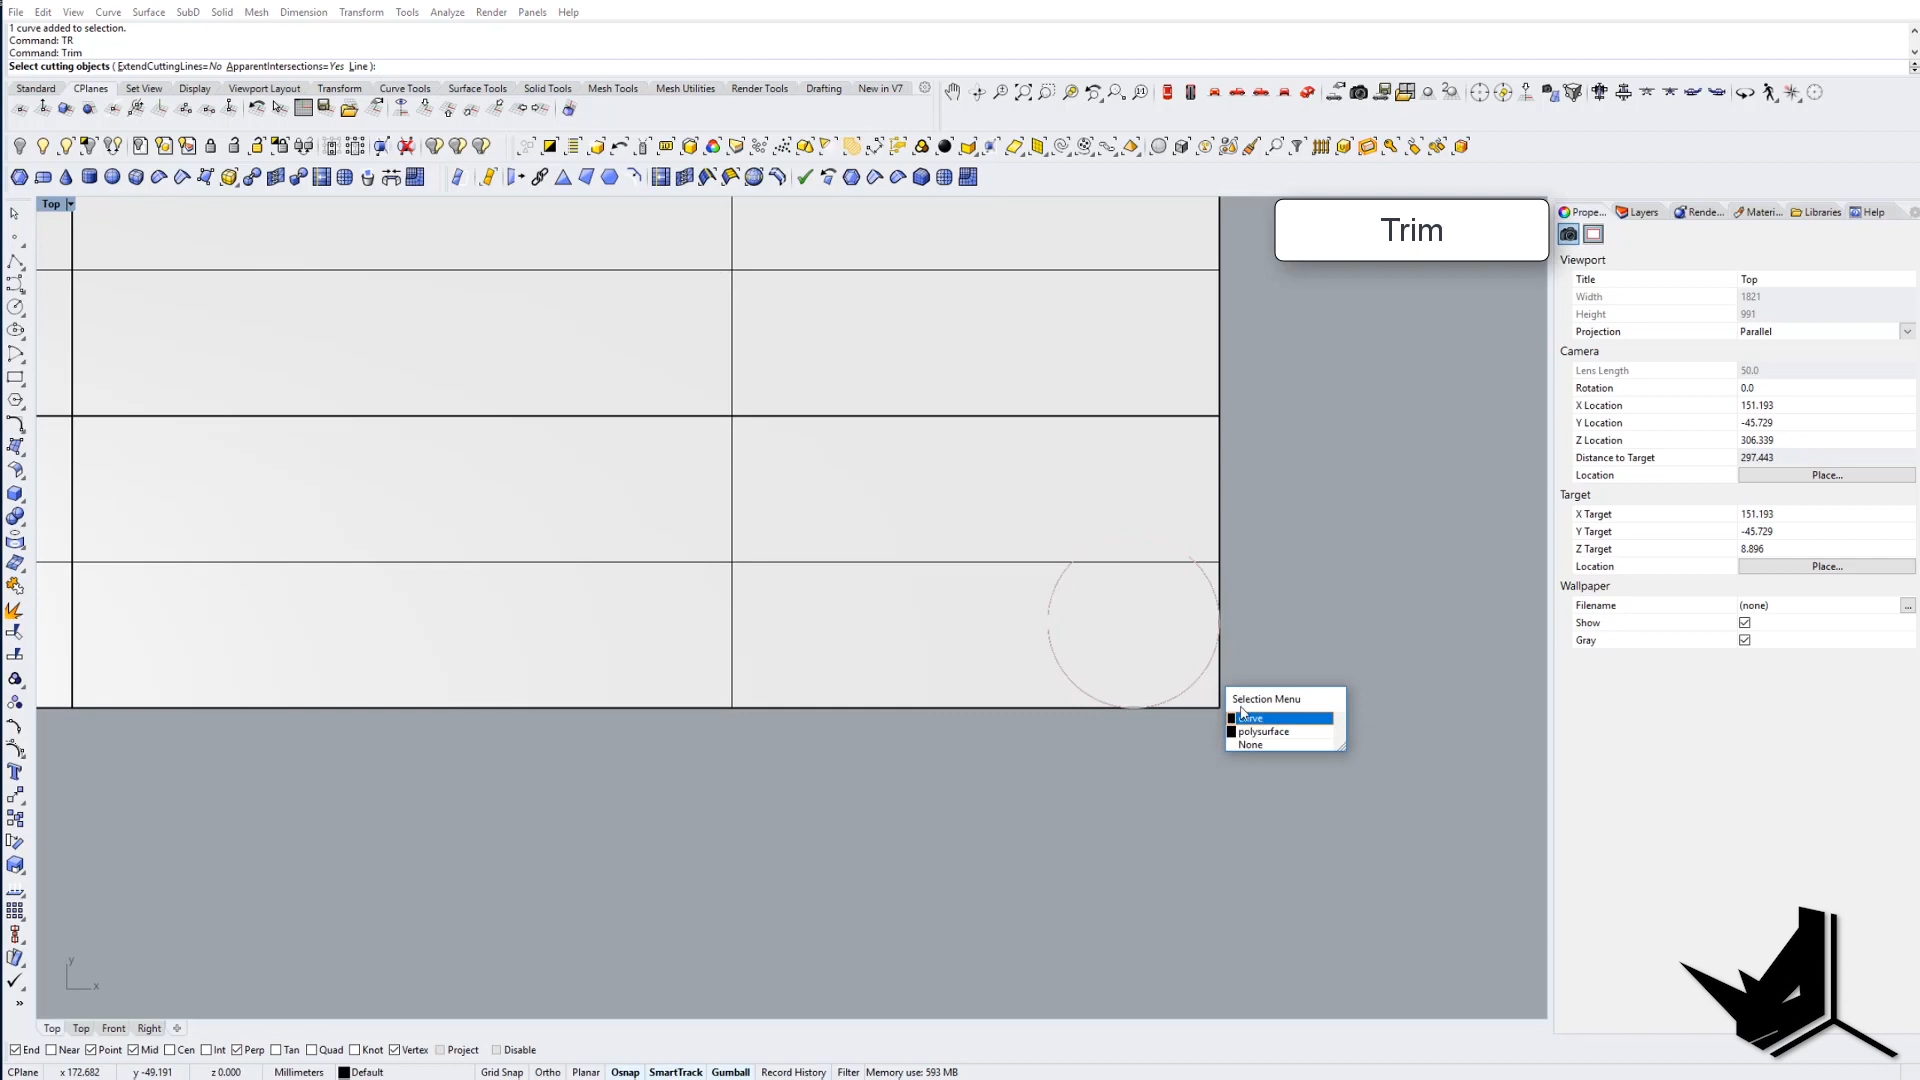 File Edit View Curve Surface SubD Solid Mesh Dimension Transform Tools Analyze Render Panels Help
1 curve added to selection.
Command: TR
Command: Trim
Select cutting objects ( ExtendCuttingLines=No ApparentIntersections=Yes Line ):
Standard CPlanes Set View Display Viewport Layout Transform Curve Tools Surface Tools Solid Tools Mesh Tools Mesh Utilities Render Tools Drafting New in V7
Top
Trim
Prope... Layers Rende... Materi... Libraries Help
Viewport
Title Top
Width 1821
Height 991
Projection Parallel
Camera
Lens Length 50.0
Rotation 0.0
X Location 151.193
Y Location -45.729
Z Location 306.339
Distance to Target 297.443
Location Place...
Target
X Target 151.193
Y Target -45.729
Z Target 8.896
Location Place...
Wallpaper
Filename (none) ...
Show
Gray
Selection Menu
polysurface
None
y
x
Top Top Front Right
End Near Point Mid Cen Int Perp Tan Quad Knot Vertex Project Disable
CPlane x 172.682 y -49.191 z 0.000 Millimeters Default Grid Snap Ortho Planar Osnap SmartTrack Gumball Record History Filter Memory use: 593 MB